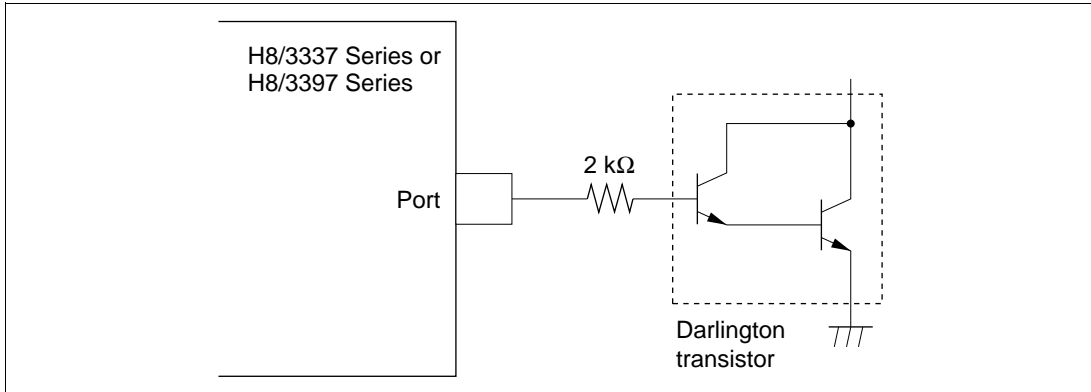 H8/3337 Series or
H8/3397 Series
2 kΩ
Port
Darlington
transistor